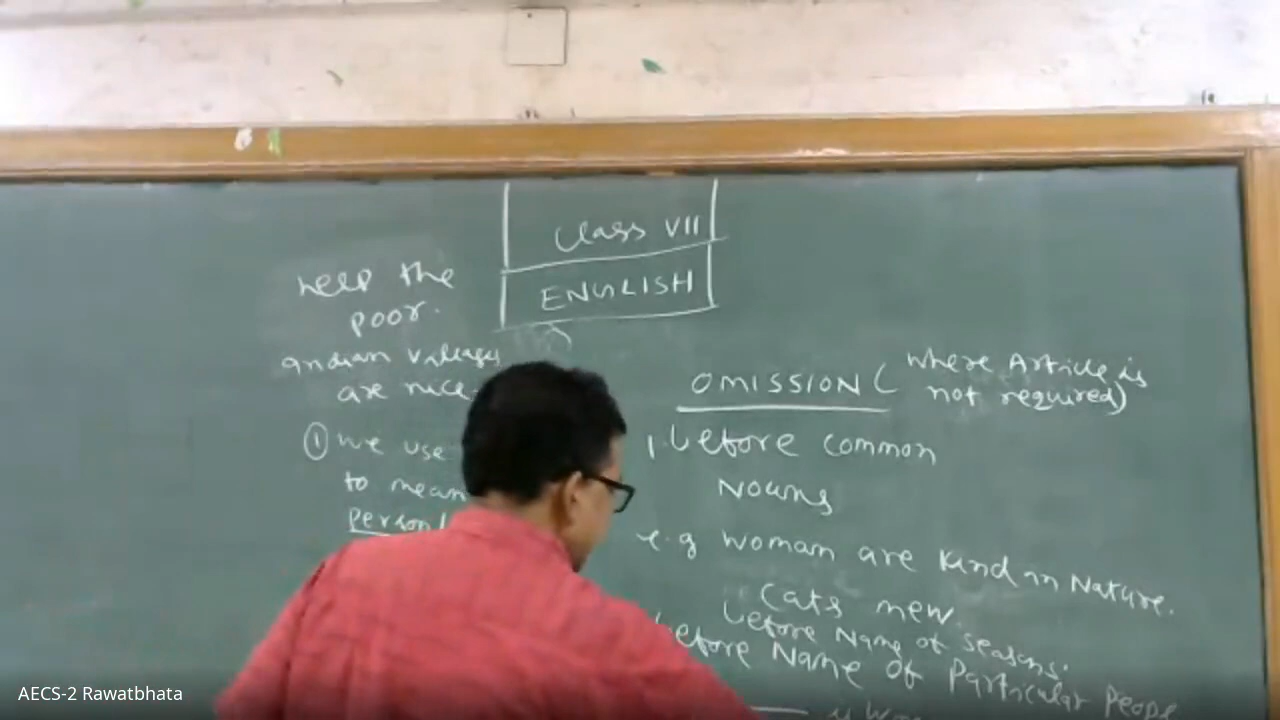 Class VII
ENGLISH
Help the
poor.
Indian villages
are nice.
① We use
to mean
person
OMISSION ( where Article is
not required)
1. before common
Nouns
e.g woman are kind in Nature.
Cats mew.
before Name of seasons.
before Name of Particular People
AECS-2 Rawatbhata